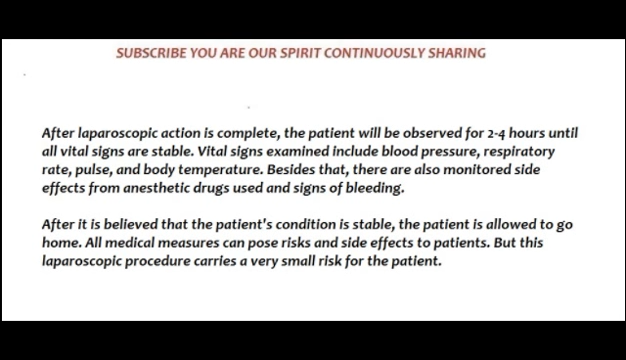 SUBSCRIBE YOU ARE OUR SPIRIT CONTINUOUSLY SHARING
After laparoscopic action is complete, the patient will be observed for 2-4 hours until
all vital signs are stable. Vital signs examined include blood pressure, respiratory
rate, pulse, and body temperature. Besides that, there are also monitored side
effects from anesthetic drugs used and signs of bleeding.
After it is believed that the patient's condition is stable, the patient is allowed to go
home. All medical measures can pose risks and side effects to patients. But this
laparoscopic procedure carries a very small risk for the patient.